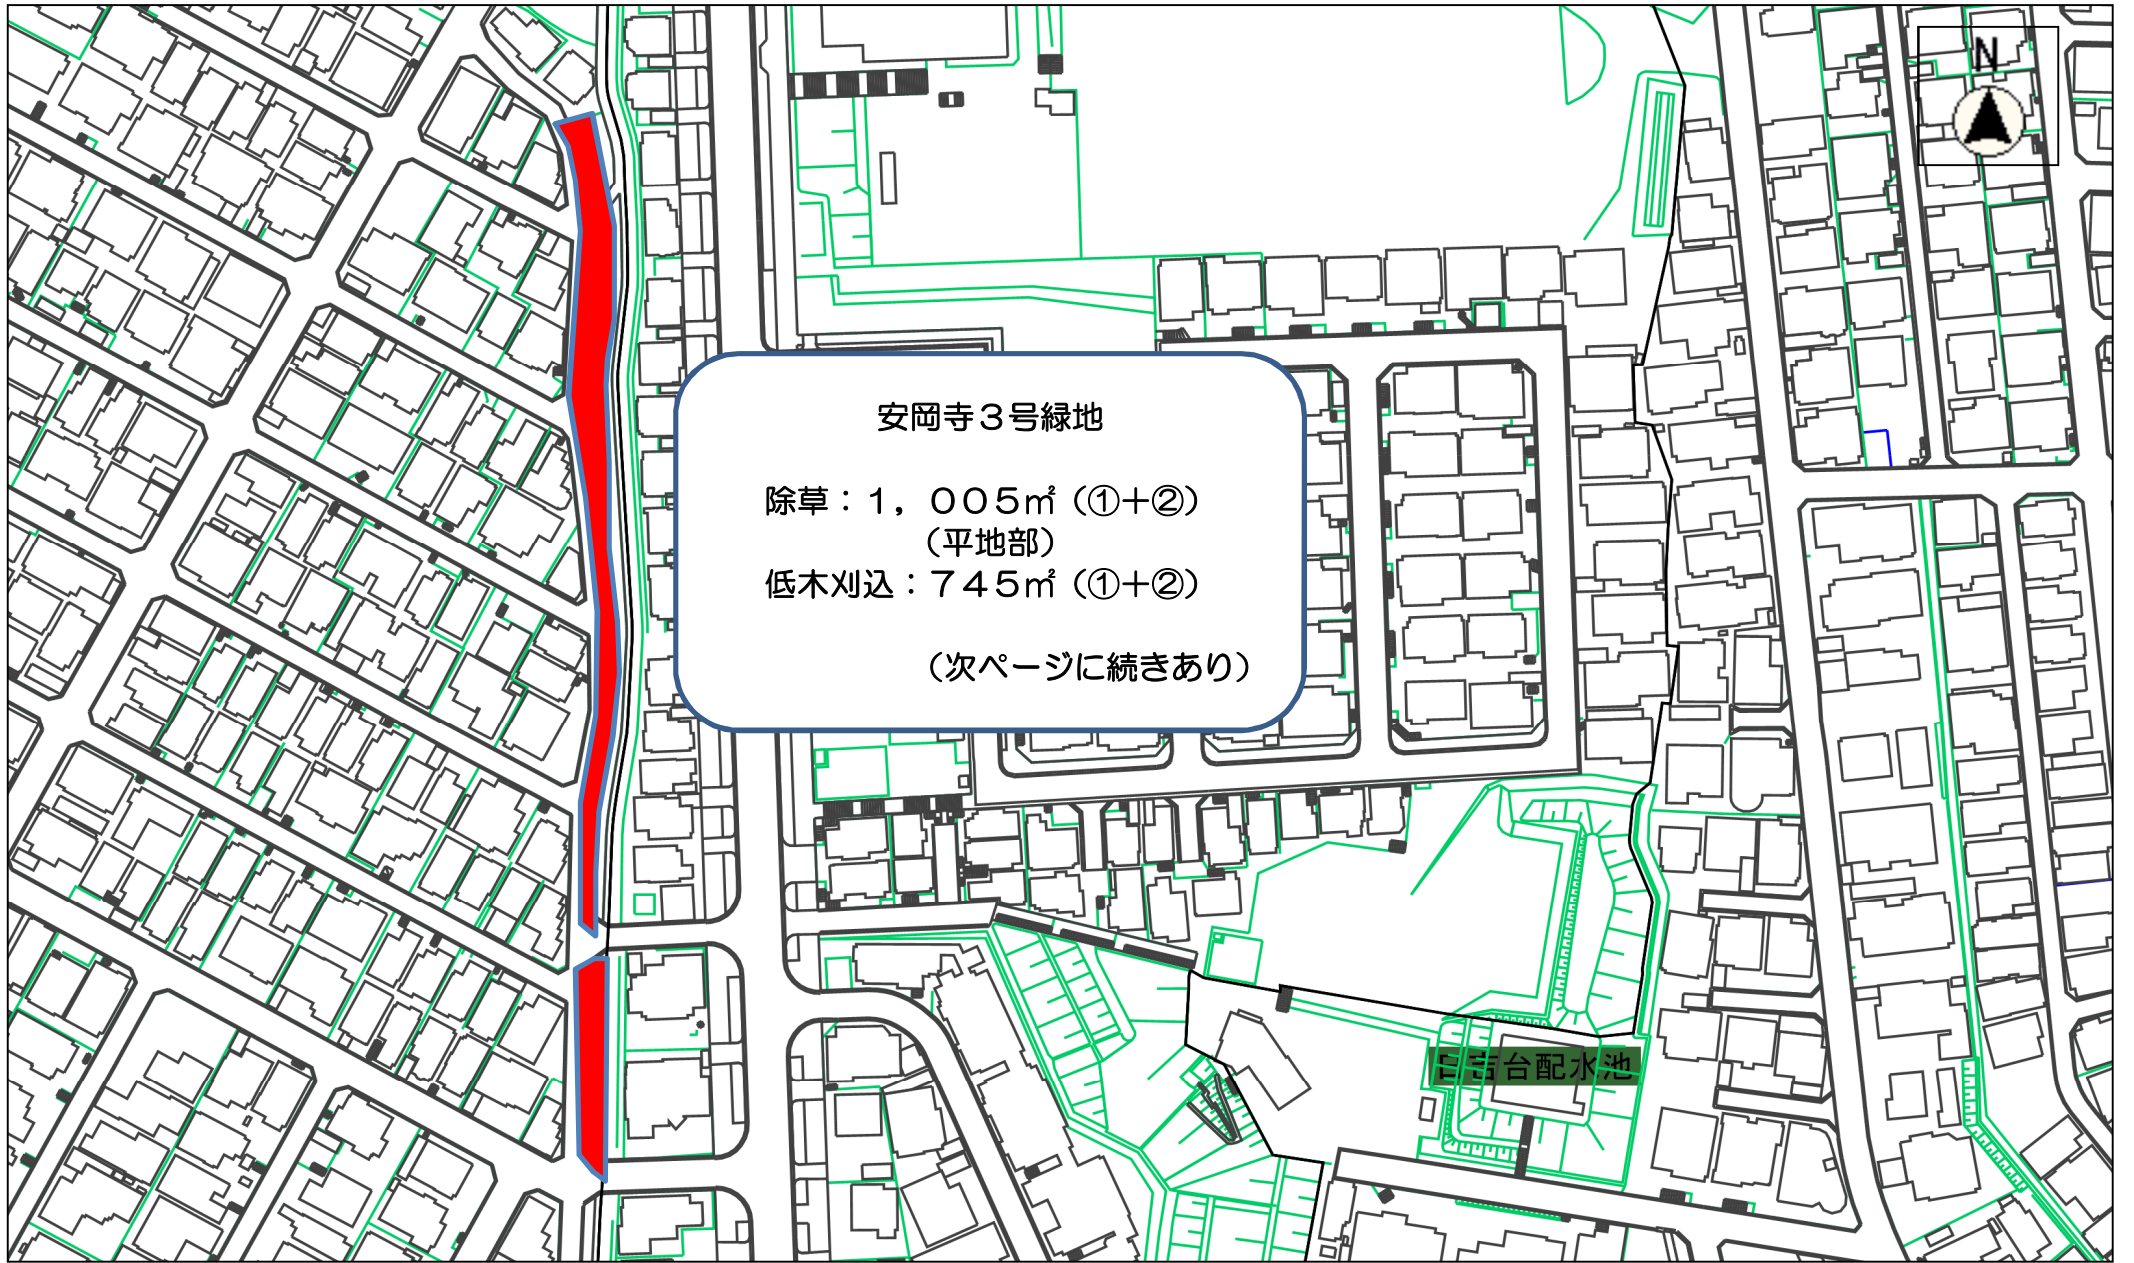 N
安岡寺３号緑地
除草：１，００５㎡（①＋②）
（平地部）
低木刈込：７４５㎡（①＋②）
（次ページに続きあり）
日吉台配水池